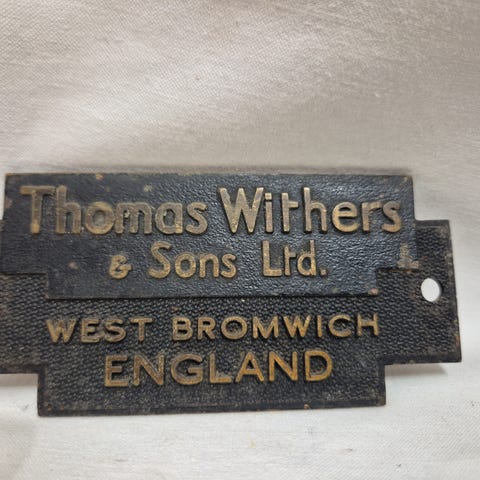 Thomas Withers
& Sons Ltd.
WEST BROMWICH
ENGLAND